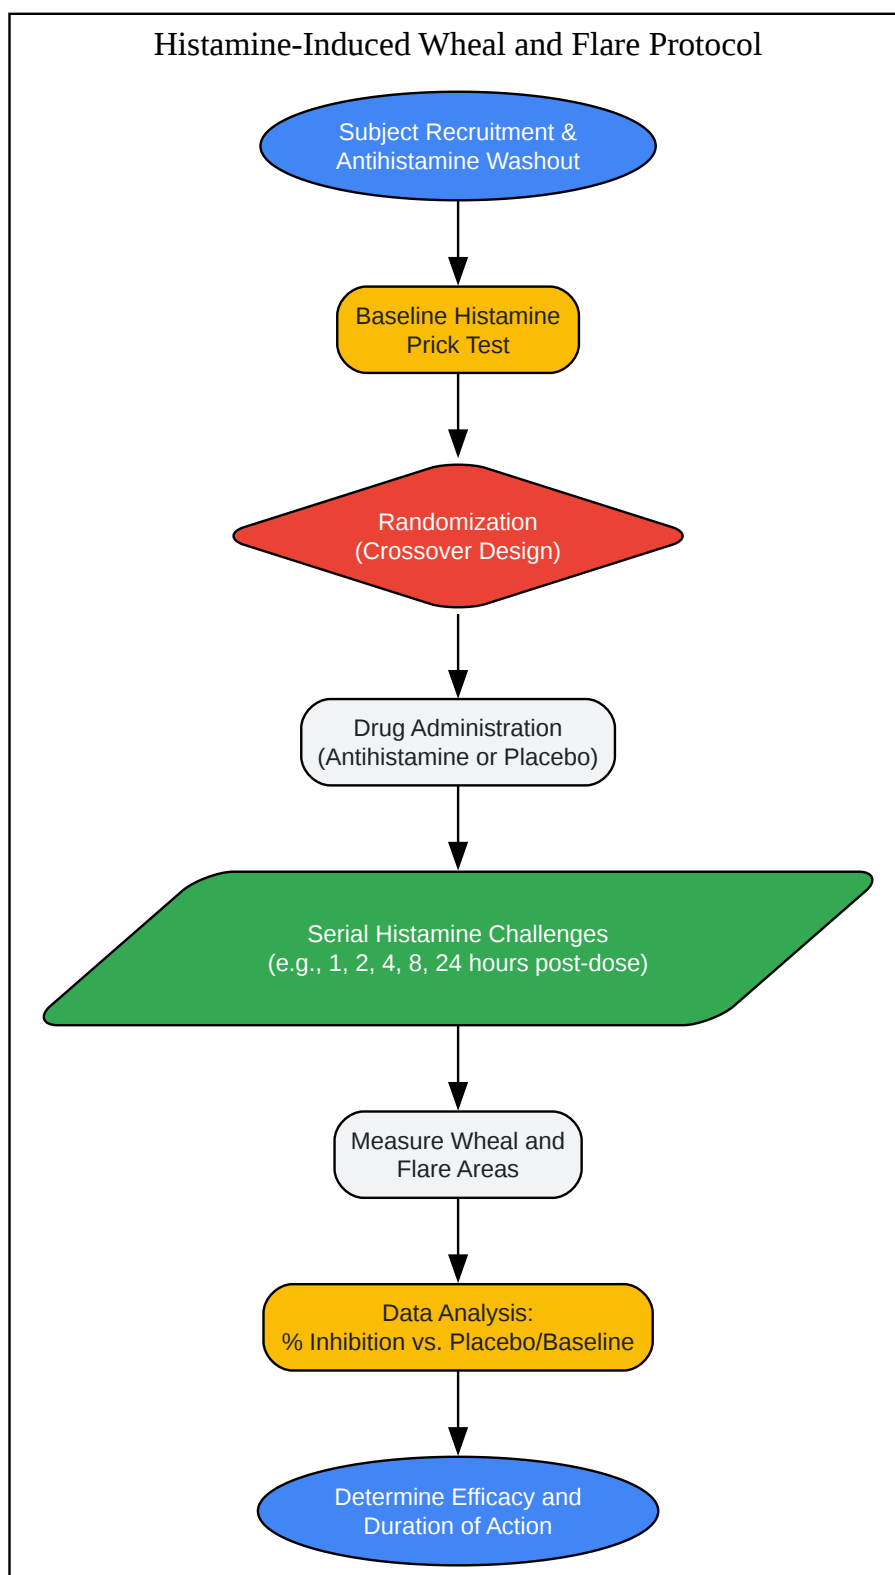 Histamine-Induced Wheal and Flare Protocol
Subject Recruitment &
Antihistamine Washout
Baseline Histamine
Prick Test
Randomization
(Crossover Design)
Drug Administration
(Antihistamine or Placebo)
Serial Histamine Challenges
(e.g., 1, 2, 4, 8, 24 hours post-dose)
Measure Wheal and
Flare Areas
Data Analysis:
% Inhibition vs. Placebo/Baseline
Determine Efficacy and
Duration of Action